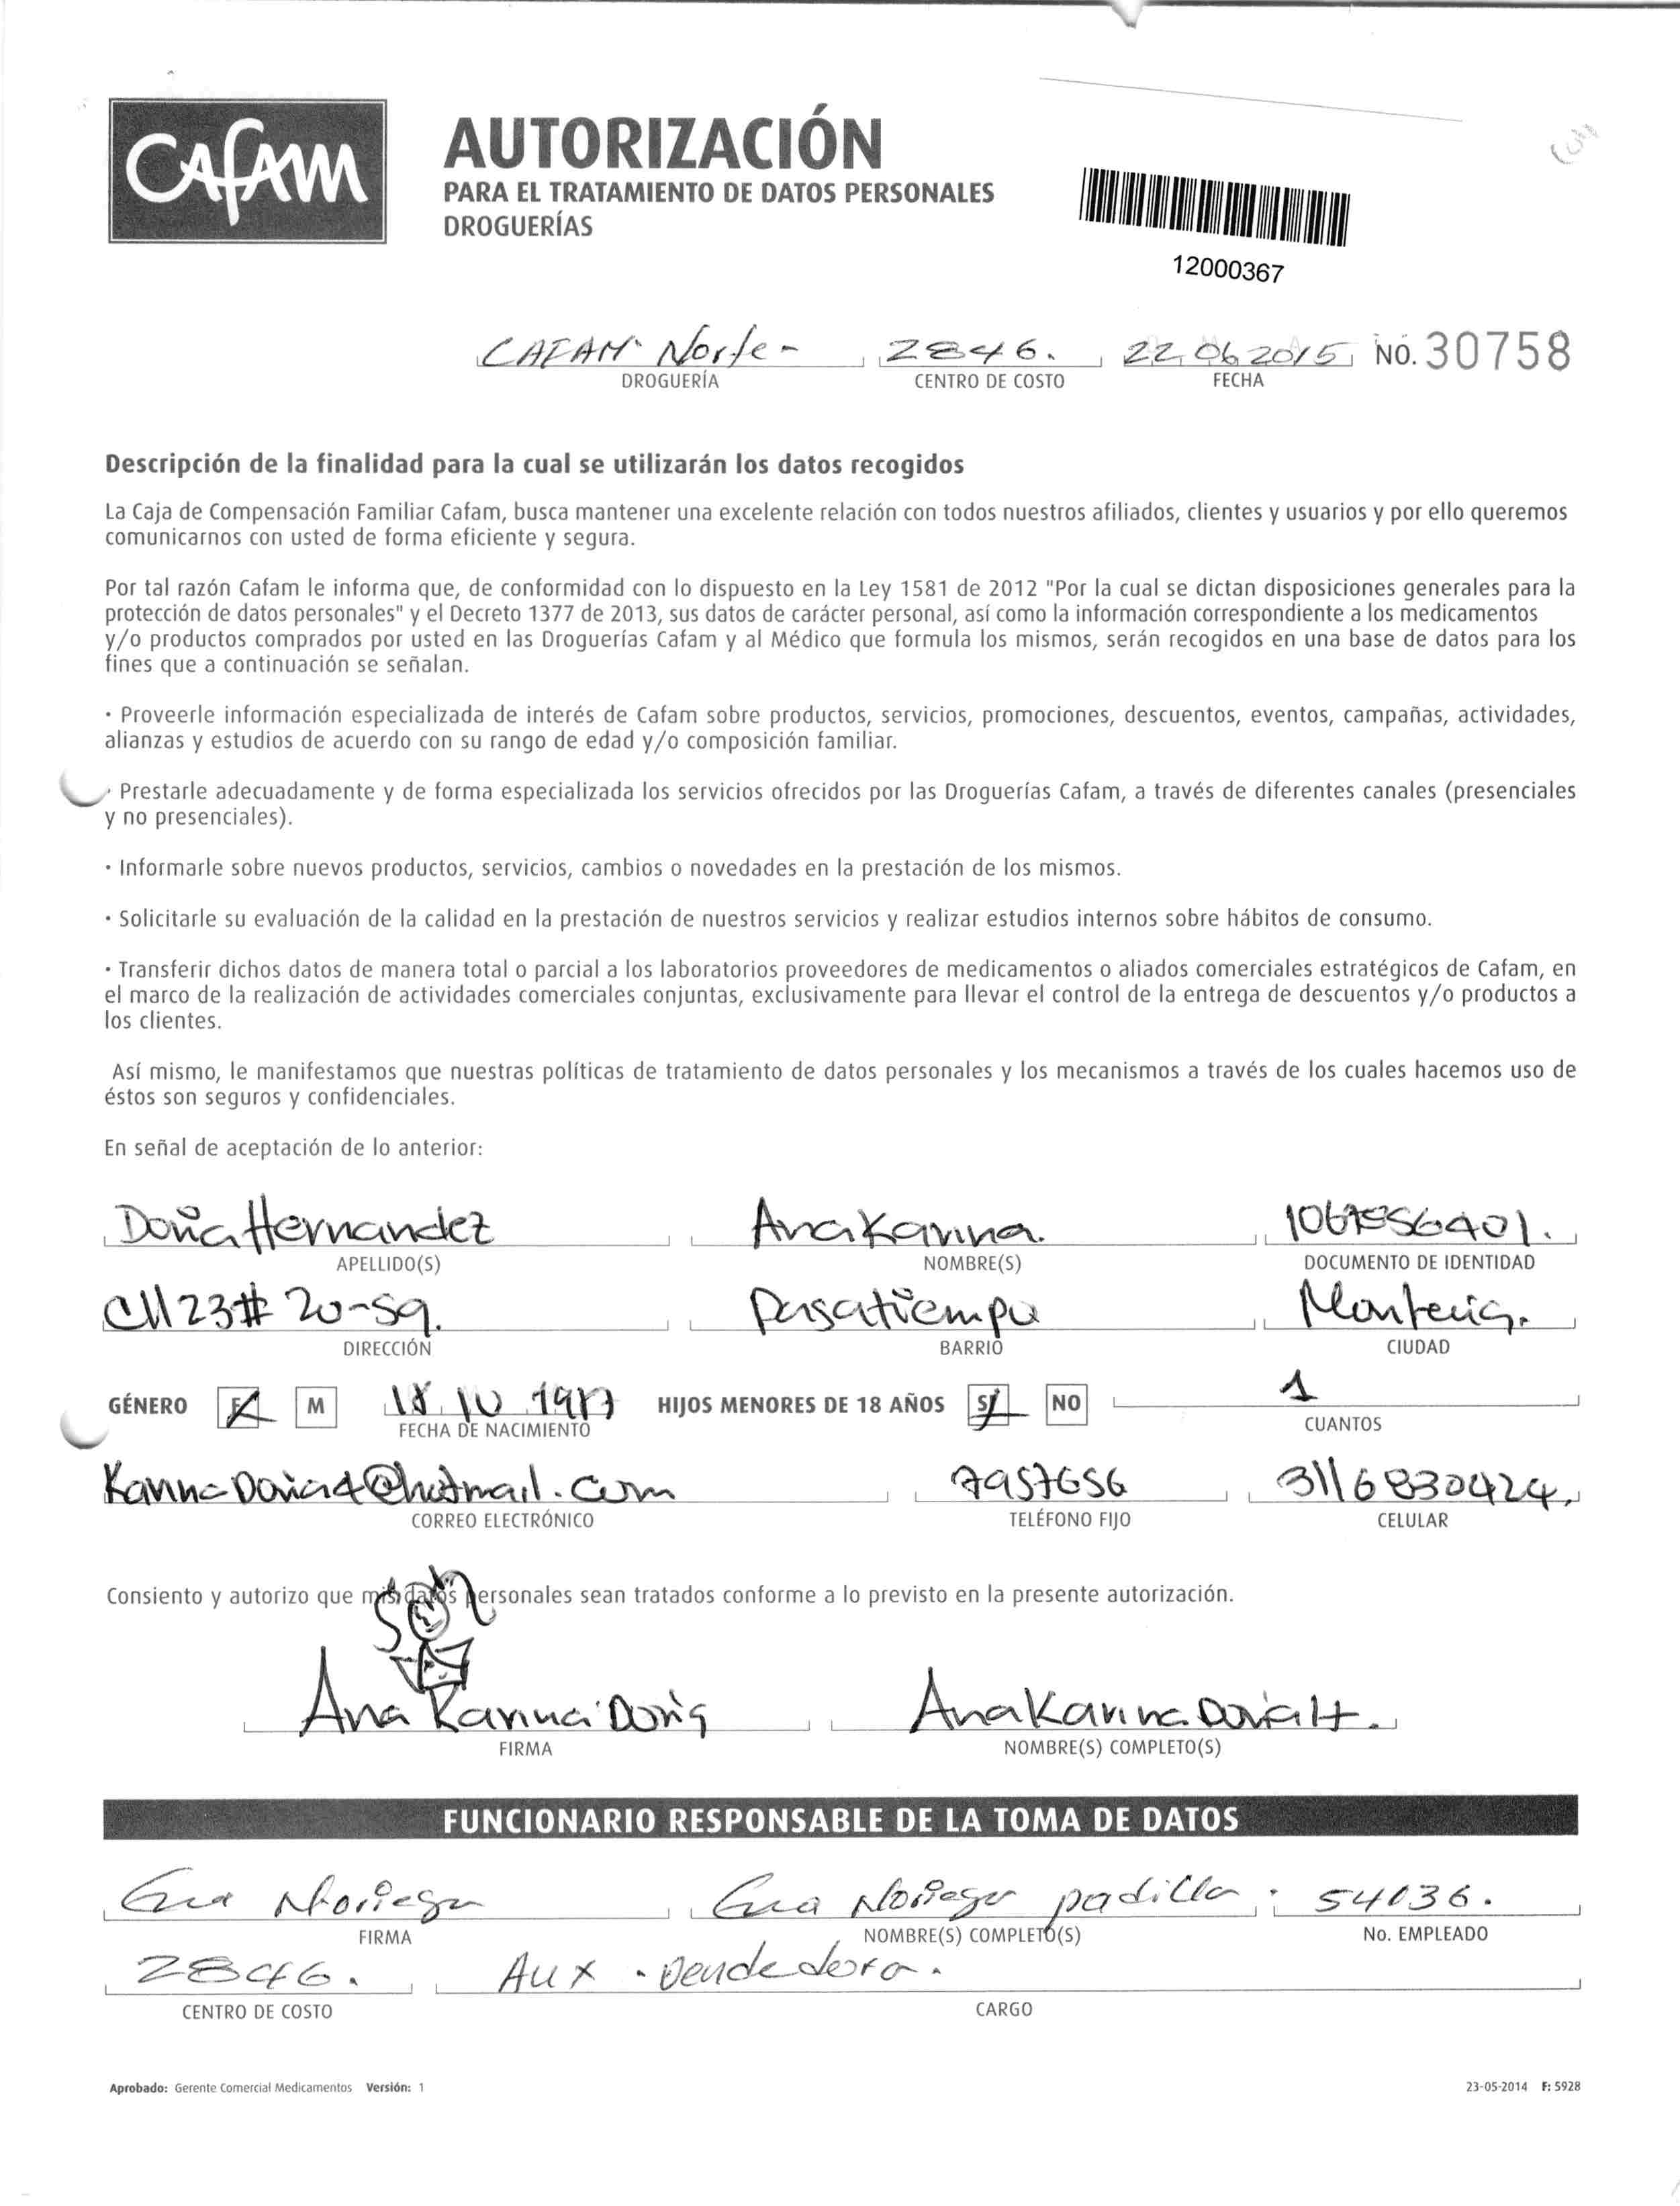 Cafam
AUTORIZACIÓN
PARA EL TRATAMIENTO DE DATOS PERSONALES
DROGUERÍAS
12000367
CAFAM Norte - 2846. 22 06 2015 NO. 30758
DROGUERÍA CENTRO DE COSTO FECHA
Descripción de la finalidad para la cual se utilizarán los datos recogidos
La Caja de Compensación Familiar Cafam, busca mantener una excelente relación con todos nuestros afiliados, clientes y usuarios y por ello queremos
comunicarnos con usted de forma eficiente y segura.
Por tal razón Cafam le informa que, de conformidad con lo dispuesto en la Ley 1581 de 2012 "Por la cual se dictan disposiciones generales para la
protección de datos personales" y el Decreto 1377 de 2013, sus datos de carácter personal, así como la información correspondiente a los medicamentos
y/o productos comprados por usted en las Droguerías Cafam y al Médico que formula los mismos, serán recogidos en una base de datos para los
fines que a continuación se señalan.
· Proveerle información especializada de interés de Cafam sobre productos, servicios, promociones, descuentos, eventos, campañas, actividades,
alianzas y estudios de acuerdo con su rango de edad y/o composición familiar.
· Prestarle adecuadamente y de forma especializada los servicios ofrecidos por las Droguerías Cafam, a través de diferentes canales (presenciales
y no presenciales).
· Informarle sobre nuevos productos, servicios, cambios o novedades en la prestación de los mismos.
· Solicitarle su evaluación de la calidad en la prestación de nuestros servicios y realizar estudios internos sobre hábitos de consumo.
· Transferir dichos datos de manera total o parcial a los laboratorios proveedores de medicamentos o aliados comerciales estratégicos de Cafam, en
el marco de la realización de actividades comerciales conjuntas, exclusivamente para llevar el control de la entrega de descuentos y/o productos a
los clientes.
Así mismo, le manifestamos que nuestras políticas de tratamiento de datos personales y los mecanismos a través de los cuales hacemos uso de
éstos son seguros y confidenciales.
En señal de aceptación de lo anterior:
Doria Hernandez Ana Karina.
APELLIDO(S) NOMBRE(S) DOCUMENTO DE IDENTIDAD
Cll 23 # 20-59. Pasatiempo Monteria.
DIRECCIÓN BARRIO CIUDAD
GÉNERO F M 18 10 HIJOS MENORES DE 18 AÑOS SI NO 1
FECHA DE NACIMIENTO CUANTOS
7957656 3116830424.
CORREO ELECTRÓNICO TELÉFONO FIJO CELULAR
Consiento y autorizo que mis datos personales sean tratados conforme a lo previsto en la presente autorización.
Ana Karina Doria Ana Karina Doria H.
FIRMA NOMBRE(S) COMPLETO(S)
FUNCIONARIO RESPONSABLE DE LA TOMA DE DATOS
Noriega Noriega padilla 54136.
FIRMA NOMBRE(S) COMPLETO(S) No. EMPLEADO
2846. Aux. vendedora.
CENTRO DE COSTO CARGO
Aprobado: Gerente Comercial Medicamentos Versión: 1 23-05-2014 F: 5928